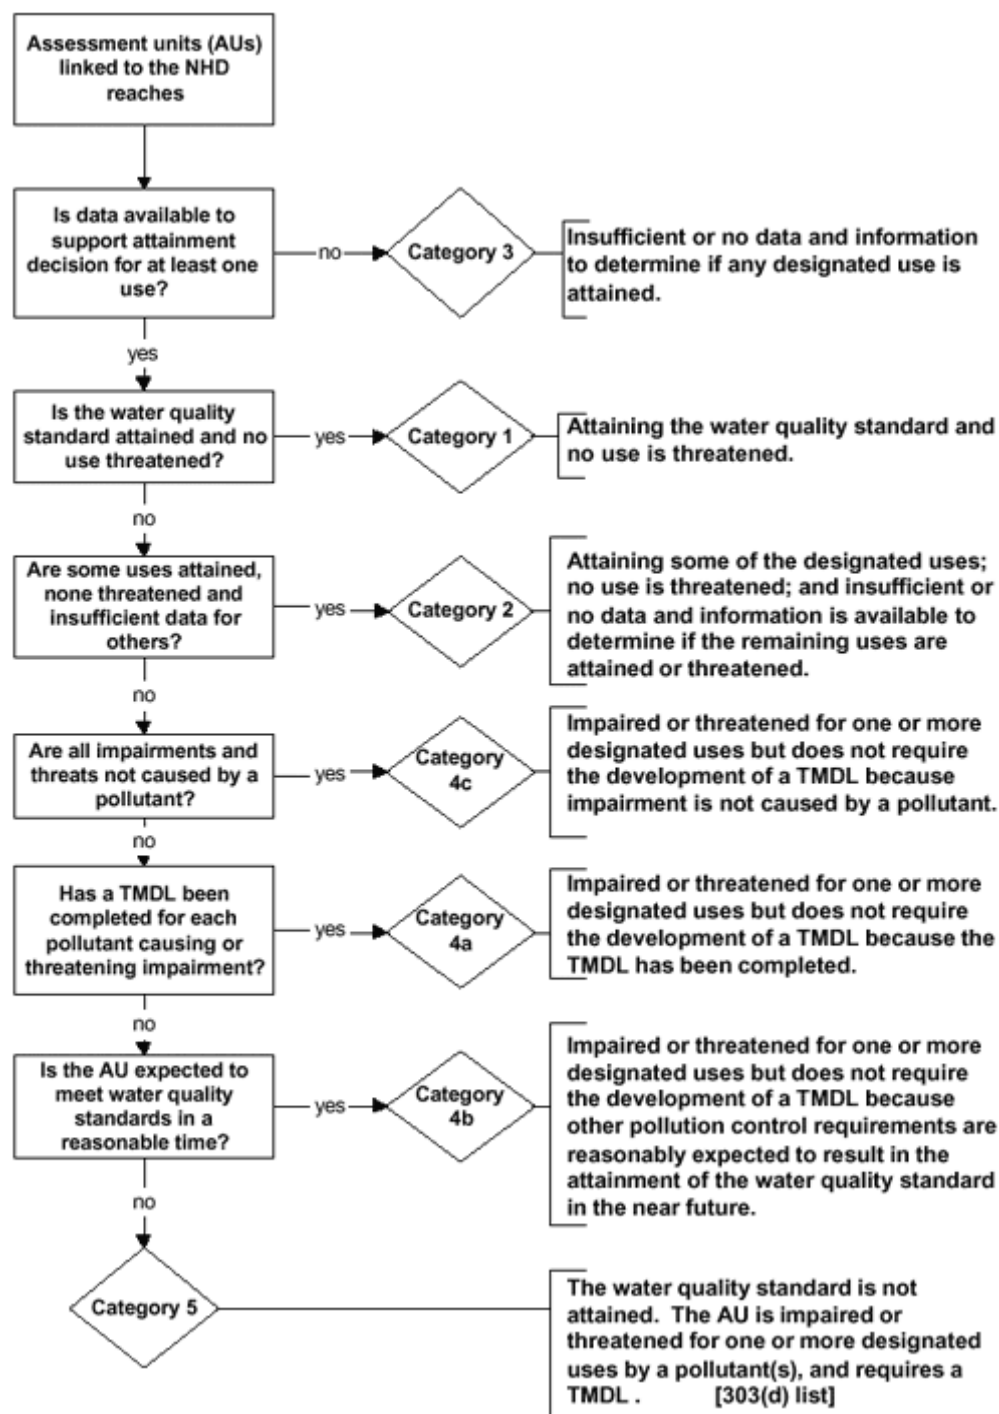 Assessment units (AUs)
linked to the NHD
reaches
Is data available to
support attainment
decision for at least one
use?
no
Category 3
Insufficient or no data and information
to determine if any designated use is
attained.
yes
Is the water quality
standard attained and no
use threatened?
yes
Category 1
Attaining the water quality standard and
no use is threatened.
no
Are some uses attained,
none threatened and
insufficient data for
others?
yes
Category 2
Attaining some of the designated uses;
no use is threatened; and insufficient or
no data and information is available to
determine if the remaining uses are
attained or threatened.
no
Are all impairments and
threats not caused by a
pollutant?
yes
Category
4c
Impaired or threatened for one or more
designated uses but does not require
the development of a TMDL because
impairment is not caused by a pollutant.
no
Has a TMDL been
completed for each
pollutant causing or
threatening impairment?
yes
Category
4a
Impaired or threatened for one or more
designated uses but does not require
the development of a TMDL because the
TMDL has been completed.
no
Is the AU expected to
meet water quality
standards in a
reasonable time?
yes
Category
4b
Impaired or threatened for one or more
designated uses but does not require
the development of a TMDL because
other pollution control requirements are
reasonably expected to result in the
attainment of the water quality standard
in the near future.
no
Category 5
The water quality standard is not
attained. The AU is impaired or
threatened for one or more designated
uses by a pollutant(s), and requires a
TMDL . [303(d) list]